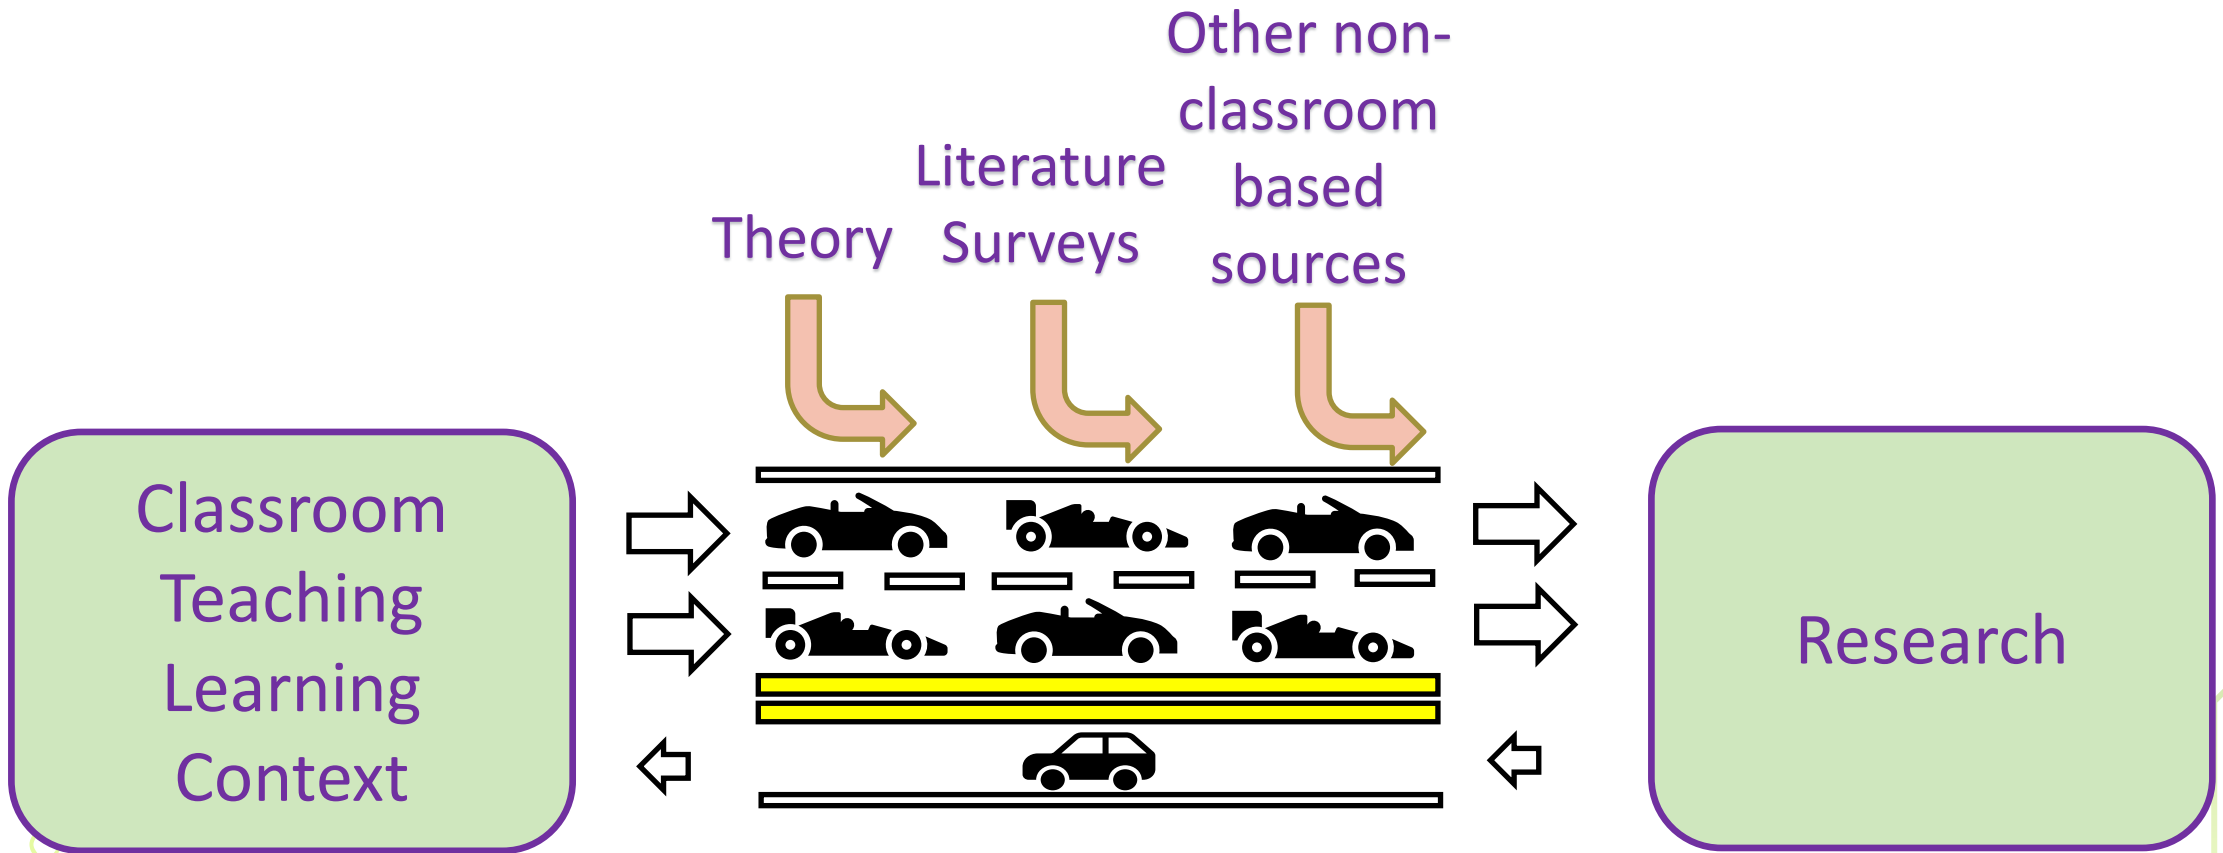 Other non-
classroom
based
sources
Literature
Surveys
Theory
Classroom
Teaching
Learning
Context
Research